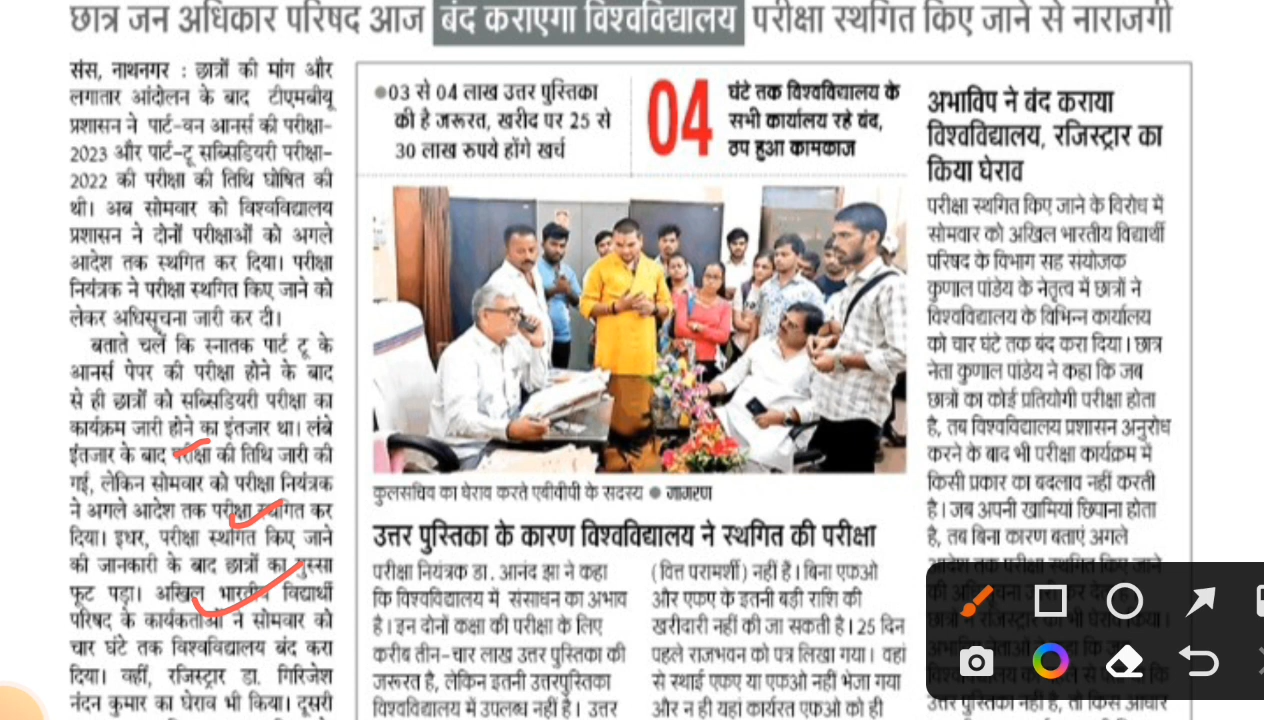 छात्र जन अधिकार परिषद आज बंद कराएगा विश्वविद्यालय परीक्षा स्थगित किए जाने से नाराजगी
संस, नाथनगर : छात्रों की मांग और
लगातार आंदोलन के बाद टीएमबीयू
प्रशासन ने पार्ट-वन आनर्स की परीक्षा-
2023 और पार्ट-टू सब्सिडियरी परीक्षा-
2022 की परीक्षा की तिथि घोषित की
थी। अब सोमवार को विश्वविद्यालय
प्रशासन ने दोनों परीक्षाओं को अगले
आदेश तक स्थगित कर दिया। परीक्षा
नियंत्रक ने परीक्षा स्थगित किए जाने को
लेकर अधिसूचना जारी कर दी।
बताते चलें कि स्नातक पार्ट टू के
आनर्स पेपर की परीक्षा होने के बाद
से ही छात्रों को सब्सिडियरी परीक्षा का
कार्यक्रम जारी होने का इंतजार था। लंबे
इंतजार के बाद परीक्षा की तिथि जारी की
गई, लेकिन सोमवार को परीक्षा नियंत्रक
ने अगले आदेश तक परीक्षा स्थगित कर
दिया। इधर, परीक्षा स्थगित किए जाने
की जानकारी के बाद छात्रों का गुस्सा
फूट पड़ा। अखिल भारतीय विद्यार्थी
परिषद के कार्यकर्ताओं ने सोमवार को
चार घंटे तक विश्वविद्यालय बंद करा
दिया। वहीं, रजिस्ट्रार डा. गिरिजेश
नंदन कुमार का घेराव भी किया। दूसरी
03 से 04 लाख उत्तर पुस्तिका
की है जरूरत, खरीद पर 25 से
30 लाख रूपये होंगे खर्च
04
घंटे तक विश्वविद्यालय के
सभी कार्यालय रहे बंद,
ठप हुआ कामकाज
कुलसचिव का घेराव करते एबीवीपी के सदस्य ● जागरण
उत्तर पुस्तिका के कारण विश्वविद्यालय ने स्थगित की परीक्षा
परीक्षा नियंत्रक डा. आनंद झा ने कहा
कि विश्वविद्यालय में संसाधन का अभाव
है। इन दोनों कक्षा की परीक्षा के लिए
करीब तीन-चार लाख उत्तर पुस्तिका की
जरूरत है, लेकिन इतनी उत्तरपुस्तिका
विश्वविद्यालय में उपलब्ध नहीं है। उत्तर
(वित्त परामर्शी) नहीं हैं। बिना एफओ
और एफए के इतनी बड़ी राशि की
खरीदारी नहीं की जा सकती है। 25 दिन
पहले राजभवन को पत्र लिखा गया। वहां
से स्थाई एफए या एफओ नहीं भेजा गया
और न ही यहां कार्यरत एफओ को ही
अभाविप ने बंद कराया
विश्वविद्यालय, रजिस्ट्रार का
किया घेराव
परीक्षा स्थगित किए जाने के विरोध में
सोमवार को अखिल भारतीय विद्यार्थी
परिषद के विभाग सह संयोजक
कुणाल पांडेय के नेतृत्व में छात्रों ने
विश्वविद्यालय के विभिन्न कार्यालय
को चार घंटे तक बंद करा दिया। छात्र
नेता कुणाल पांडेय ने कहा कि जब
छात्रों का कोई प्रतियोगी परीक्षा होता
है, तब विश्वविद्यालय प्रशासन अनुरोध
करने के बाद भी परीक्षा कार्यक्रम में
किसी प्रकार का बदलाव नहीं करती
है। जब अपनी खामियां छिपाना होता
है, तब बिना कारण बताएं अगले
आदेश तक परीक्षा स्थगित किए जाने